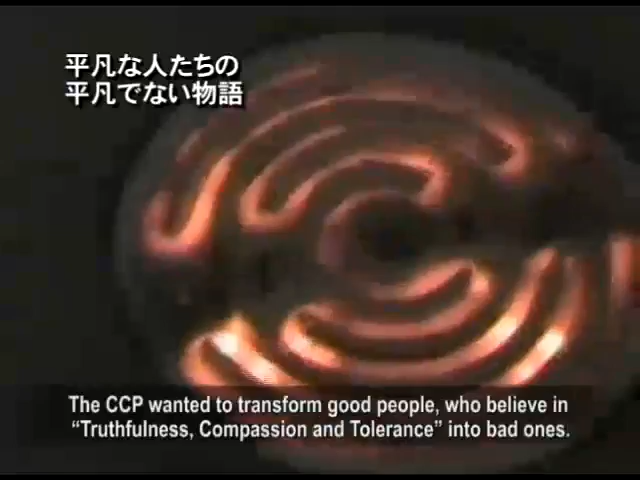 平凡な人たちの
平凡でない物語
The CCP wanted to transform good people, who believe in
“Truthfulness, Compassion and Tolerance” into bad ones.